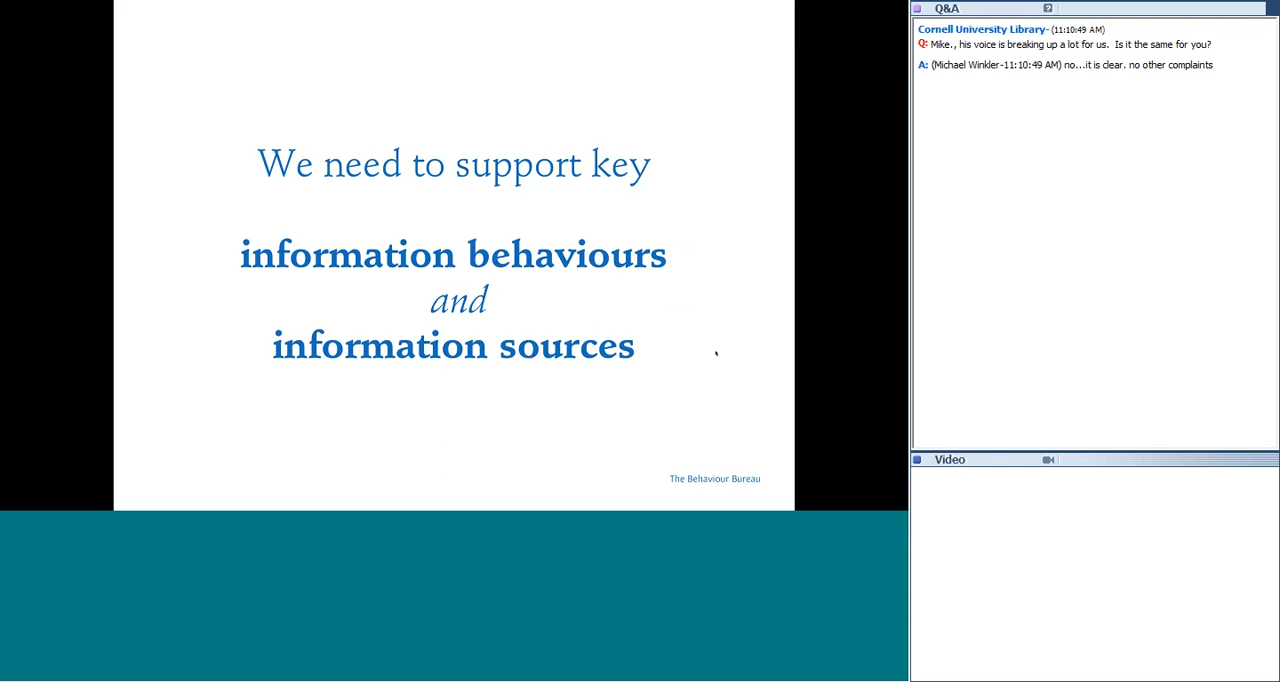 We need to support key
information behaviours
and
information sources
The Behaviour Bureau
Q&A
?
Cornell University Library- (11:10:49 AM)
Q: Mike., his voice is breaking up a lot for us. Is it the same for you?
A: (Michael Winkler-11:10:49 AM) no...it is clear. no other complaints
Video